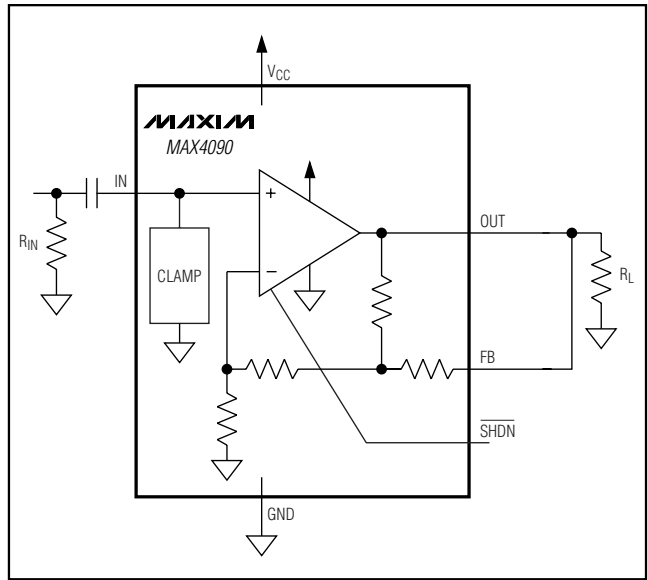 VCC
MAXIM
MAX4090
IN
+
OUT
RIN
CLAMP
−
RL
FB
SHDN
GND